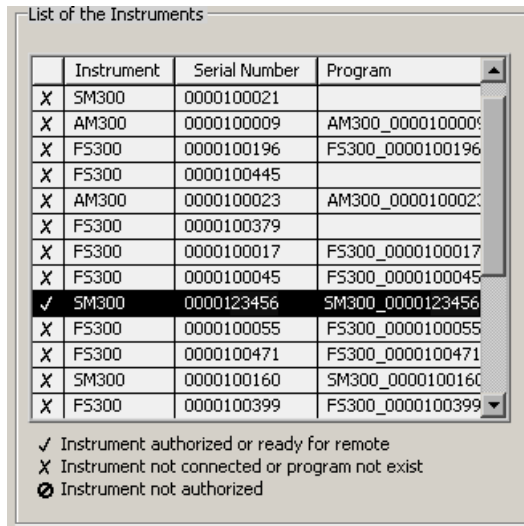 List of the Instruments
Instrument Serial Number Program
X SM300 0000100021
X AM300 0000100009 AM300_0000100009
X FS300 0000100196 FS300_0000100196
X FS300 0000100445
X AM300 0000100023 AM300_0000100023
X FS300 0000100379
X FS300 0000100017 FS300_0000100017
X FS300 0000100045 FS300_0000100045
✓ SM300 0000123456 SM300_0000123456
X FS300 0000100055 FS300_0000100055
X FS300 0000100471 FS300_0000100471
X SM300 0000100160 SM300_0000100160
X FS300 0000100399 FS300_0000100399
✓ Instrument authorized or ready for remote
X Instrument not connected or program not exist
Instrument not authorized